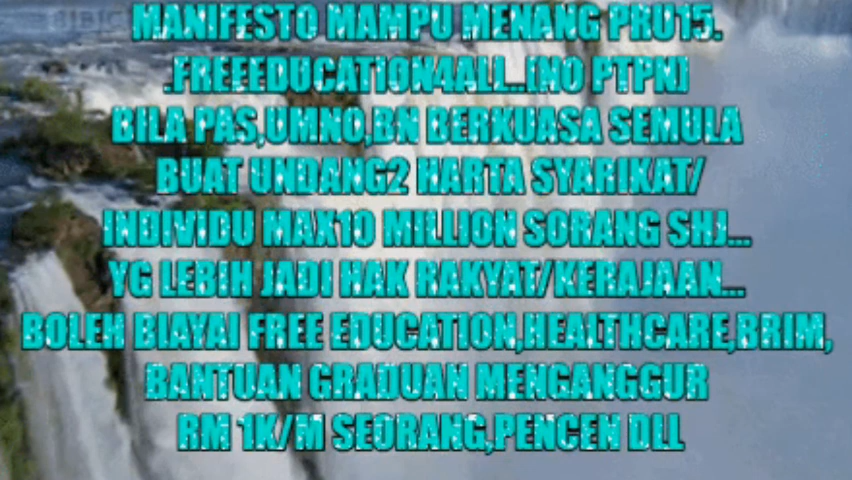 BBC
MANIFESTO MAMPU MENANG PRU15.
.FREEEDUCATION4ALL...(NO PTPN)
BILA PAS,UMNO,BN BERKUASA SEMULA
BUAT UNDANG2 HARTA SYARIKAT/
INDIVIDU MAX10 MILLION SORANG SHJ...
YG LEBIH JADI HAK RAKYAT/KERAJAAN...
BOLEH BIAYAI FREE EDUCATION,HEALTHCARE,BRIM,
BANTUAN GRADUAN MENGANGGUR
RM 1K/M SEORANG,PENCEN DLL